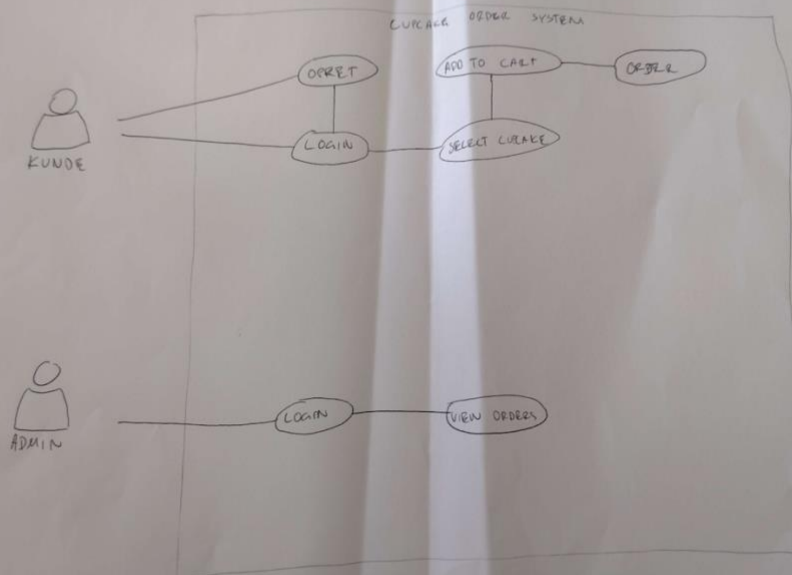 CUPCAKE ORDER SYSTEM
OPRET
ADD TO CART
ORDER
KUNDE
LOGIN
SELECT CUPCAKE
ADMIN
LOGIN
VIEW ORDERS